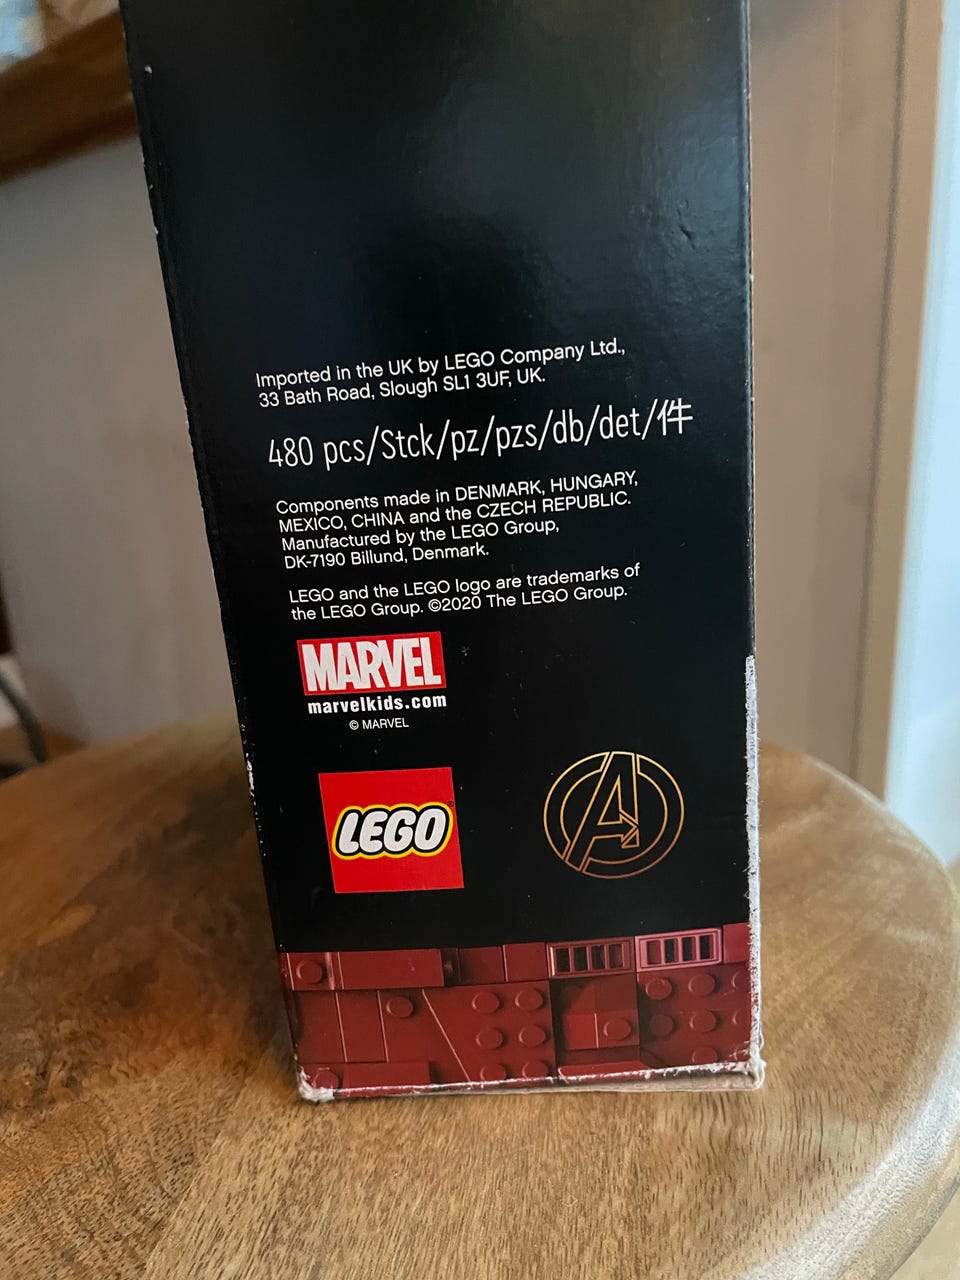 Imported in the UK by LEGO Company Ltd.,
33 Bath Road, Slough SL1 3UF, UK.
480 pcs/Stck/pz/pzs/db/det/件
Components made in DENMARK, HUNGARY,
MEXICO, CHINA and the CZECH REPUBLIC.
Manufactured by the LEGO Group,
DK-7190 Billund, Denmark.
LEGO and the LEGO logo are trademarks of
the LEGO Group. ©2020 The LEGO Group.
MARVEL
marvelkids.com
© MARVEL
LEGO®
A